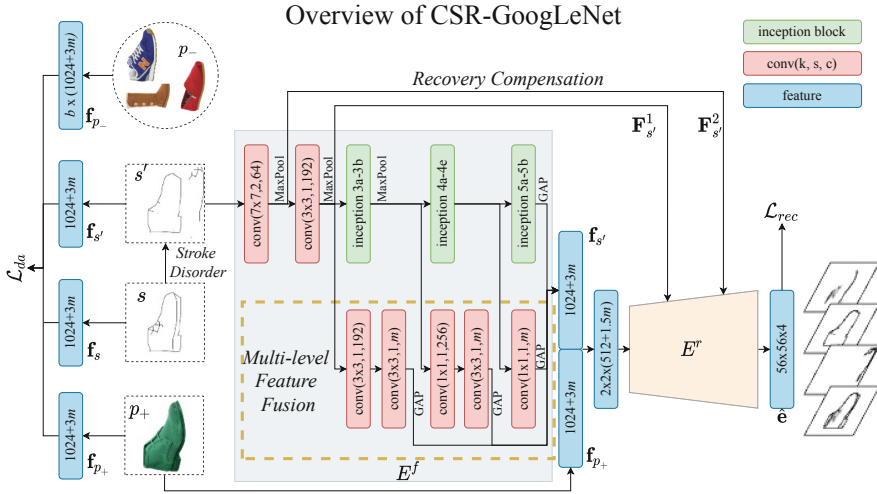 Overview of CSR-GoogLeNet
inception block
conv(k, s, c)
feature
b x (1024+3m)
f_{p_-}
p_-
N
Recovery Compensation
F^1_{s'}
F^2_{s'}
1024+3m
f_{s'}
s'
Stroke
Disorder
L_{da}
s
1024+3m
f_s
p_+
1024+3m
f_{p_+}
conv(7x7,2,64)
MaxPool
conv(3x3,1,192)
MaxPool
inception 3a-3b
MaxPool
inception 4a-4e
inception 5a-5b
GAP
Multi-level
Feature
Fusion
conv(3x3,1,192)
conv(3x3,1,m)
GAP
conv(1x1,1,256)
conv(3x3,1,m)
GAP
conv(1x1,1,m)
GAP
E^f
f_{s'}
1024+3m
1024+3m
f_{p_+}
2x2x(512+1.5m)
E^r
L_{rec}
56x56x4
ê